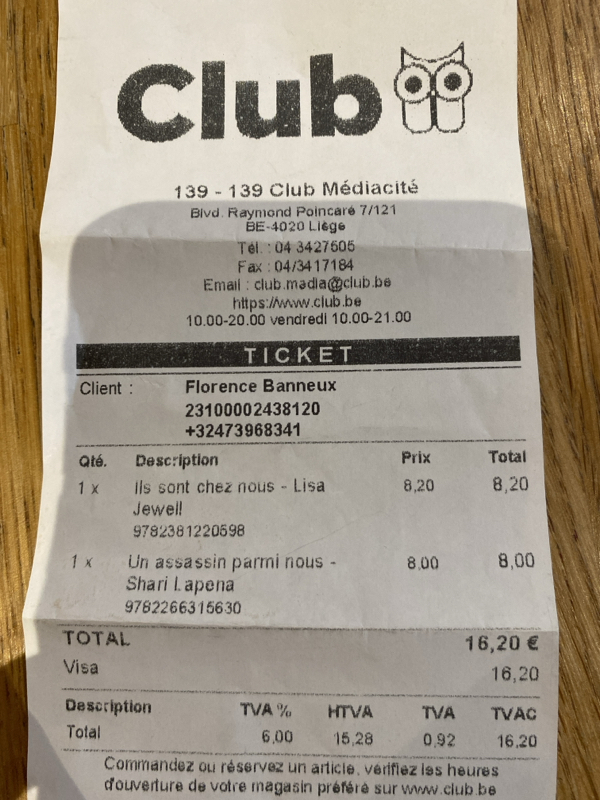 Club
139 - 139 Club Médiacité
Blvd. Raymond Poincaré 7/121
BE-4020 Liège
Tél. : 04 3427605
Fax : 04/3417184
Email : club.madia@club.be
https://www.club.be
10.00-20.00 vendredi 10.00-21.00
TICKET
Client : Florence Banneux
23100002438120
+32473968341
Qté. Description Prix Total
1 x Ils sont chez nous - Lisa 8,20 8,20
Jewell
9782381220598
1 x Un assassin parmi nous - 8,00 8,00
Shari Lapena
9782266315630
TOTAL 16,20 €
Visa 16,20
Description TVA % HTVA TVA TVAC
Total 6,00 15,28 0,92 16,20
Commandez ou réservez un article, vérifiez les heures
d'ouverture de votre magasin préféré sur www.club.be